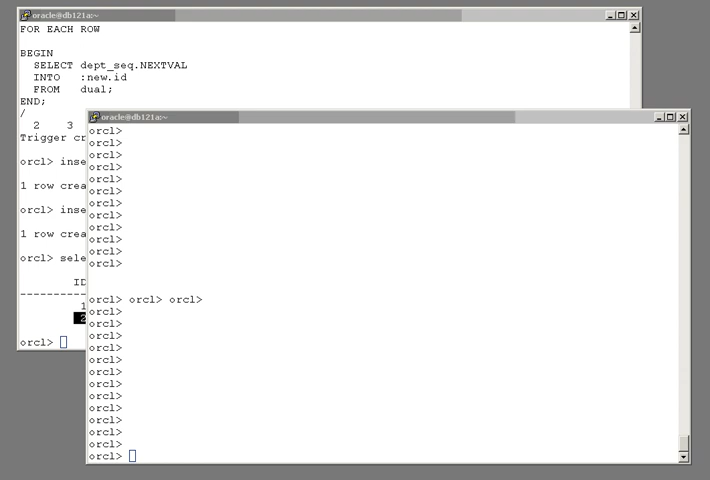 oracle@db121a:~
FOR EACH ROW
BEGIN
SELECT dept_seq.NEXTVAL
INTO :new.id
FROM dual;
END;
/
2 3
Trigger cr
orcl> inse
1 row crea
orcl> inse
1 row crea
orcl> sele
ID
----------
1
2
orcl>
oracle@db121a:~
orcl>
orcl>
orcl>
orcl>
orcl>
orcl>
orcl>
orcl>
orcl>
orcl>
orcl>
orcl>
orcl> orcl> orcl>
orcl>
orcl>
orcl>
orcl>
orcl>
orcl>
orcl>
orcl>
orcl>
orcl>
orcl>
orcl>
orcl>